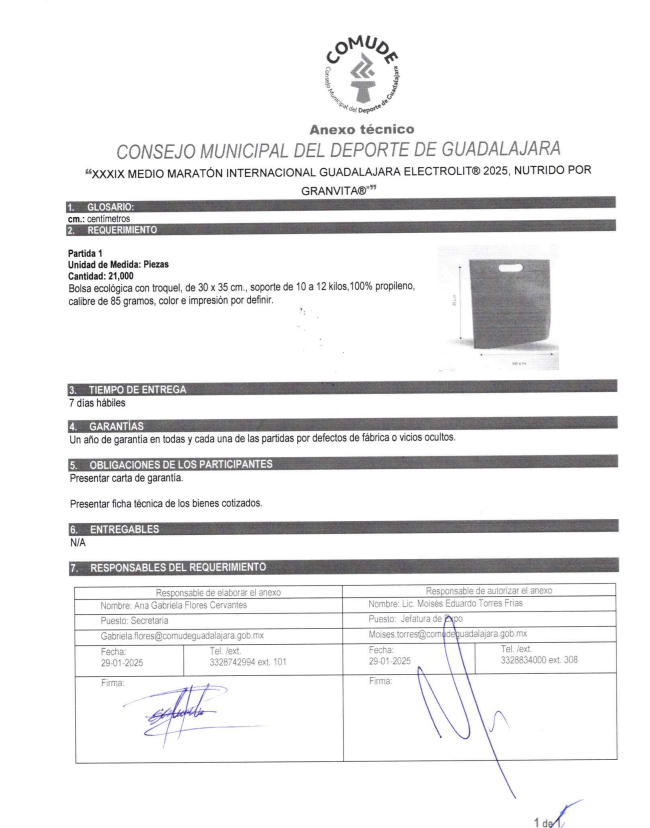 COMUDE
Consejo Municipal del Deporte de Guadalajara
Anexo técnico
CONSEJO MUNICIPAL DEL DEPORTE DE GUADALAJARA
“XXXIX MEDIO MARATÓN INTERNACIONAL GUADALAJARA ELECTROLIT® 2025, NUTRIDO POR
GRANVITA®”"
1. GLOSARIO:
cm.: centímetros
2. REQUERIMIENTO
Partida 1
Unidad de Medida: Piezas
Cantidad: 21,000
Bolsa ecológica con troquel, de 30 x 35 cm., soporte de 10 a 12 kilos,100% propileno,
calibre de 85 gramos, color e impresión por definir.
3. TIEMPO DE ENTREGA
7 días hábiles
4. GARANTÍAS
Un año de garantía en todas y cada una de las partidas por defectos de fábrica o vicios ocultos.
5. OBLIGACIONES DE LOS PARTICIPANTES
Presentar carta de garantía.
Presentar ficha técnica de los bienes cotizados.
6. ENTREGABLES
N/A
7. RESPONSABLES DEL REQUERIMIENTO
Responsable de elaborar el anexo
Nombre: Ana Gabriela Flores Cervantes
Puesto: Secretaria
Gabriela.flores@comudeguadalajara.gob.mx
Fecha: Tel. /ext.
29-01-2025 3328742994 ext. 101
Firma:
Responsable de autorizar el anexo
Nombre: Lic. Moisés Eduardo Torres Frias
Puesto: Jefatura de Expo
Moises.torres@comudeguadalajara.gob.mx
Fecha: Tel. /ext.
29-01-2025 3328834000 ext. 308
Firma:
1 de 1